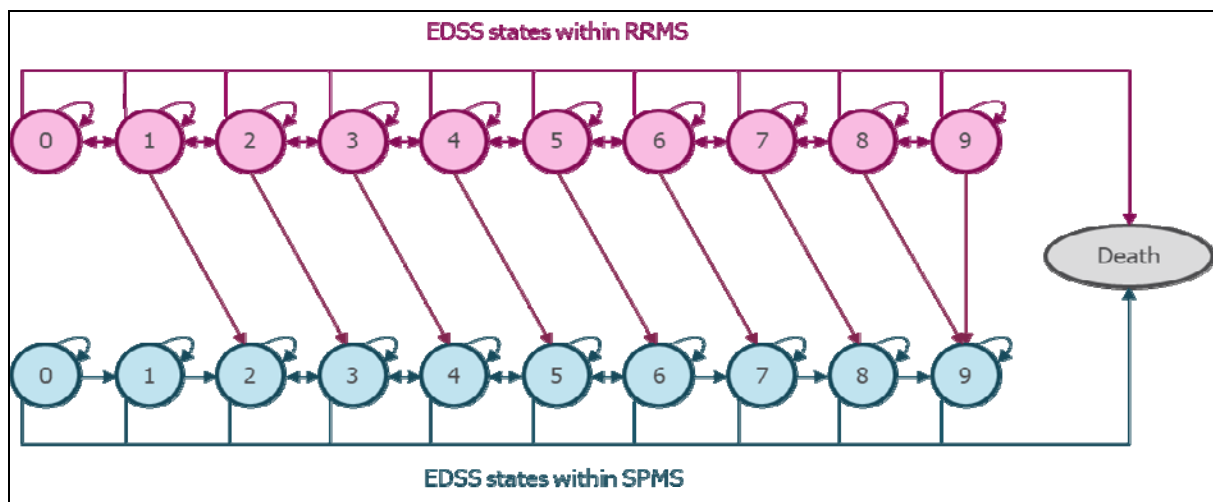 EDSS states within RRMS
0 1 2 3 4 5 6 7 8 9
Death
0 1 2 3 4 5 6 7 8 9
EDSS states within SPMS